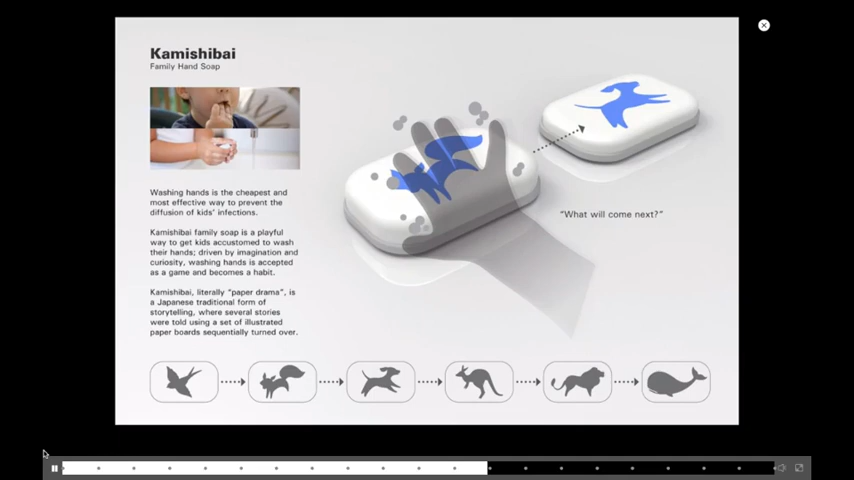 Kamishibai
Family Hand Soap
Washing hands is the cheapest and
most effective way to prevent the
diffusion of kids' infections.
Kamishibai family soap is a playful
way to get kids accustomed to wash
their hands; driven by imagination and
curiosity, washing hands is accepted
as a game and becomes a habit.
Kamishibai, literally "paper drama", is
a Japanese traditional form of
storytelling, where several stories
were told using a set of illustrated
paper boards sequentially turned over.
"What will come next?"